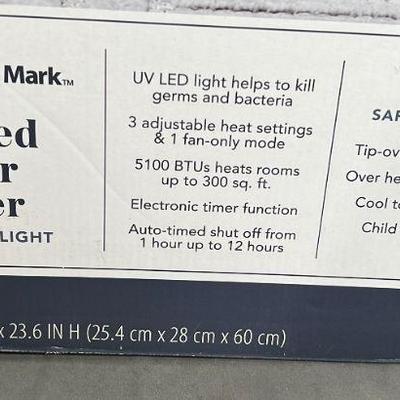 Mark™
ed
r
er
LIGHT
UV LED light helps to kill
germs and bacteria
3 adjustable heat settings
& 1 fan-only mode
5100 BTUs heats rooms
up to 300 sq. ft.
Electronic timer function
Auto-timed shut off from
1 hour up to 12 hours
SAF
Tip-ov
Over he
Cool to
Child
x 23.6 IN H (25.4 cm x 28 cm x 60 cm)